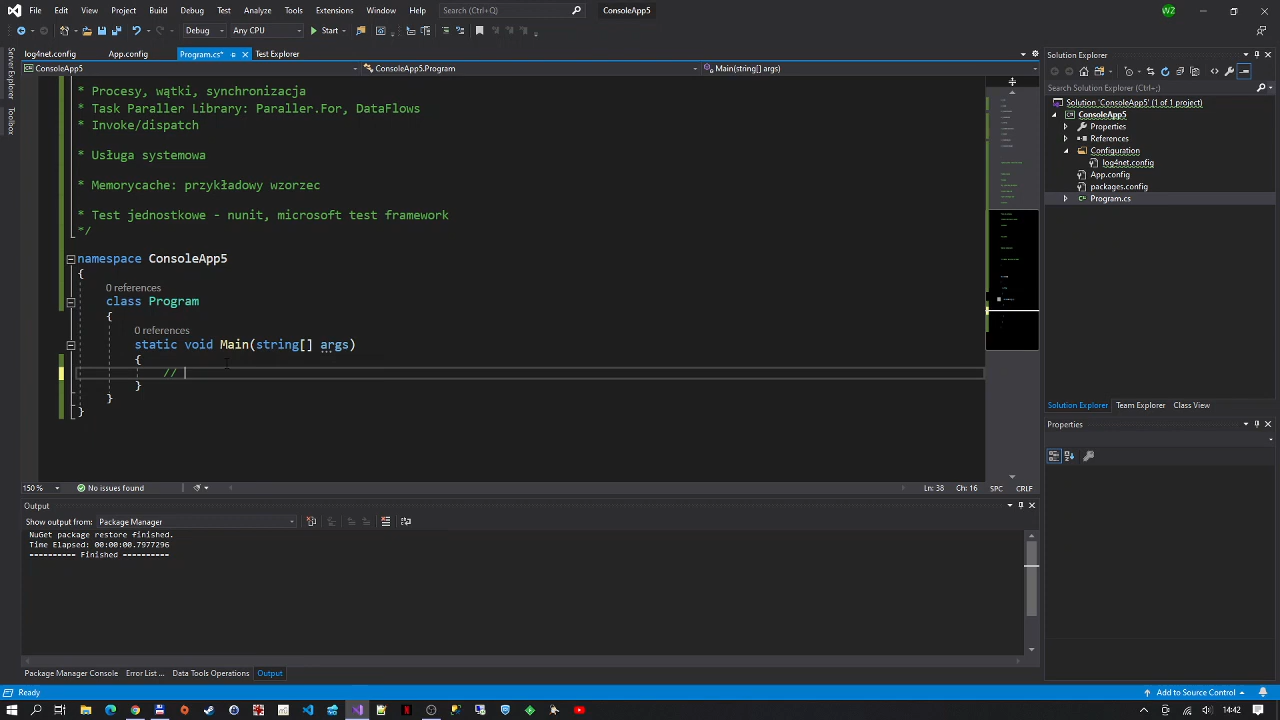 File Edit View Project Build Debug Test Analyze Tools Extensions Window Help Search (Ctrl+Q) ConsoleApp5 WZ
Debug Any CPU Start
log4net.config App.config Program.cs* Test Explorer
ConsoleApp5 ConsoleApp5.Program Main(string[] args)
Server Explorer
Toolbox
* Procesy, wątki, synchronizacja
* Task Paraller Library: Paraller.For, DataFlows
* Invoke/dispatch
* Usługa systemowa
* Memorycache: przykładowy wzorzec
* Test jednostkowe - nunit, microsoft test framework
*/
namespace ConsoleApp5
{
0 references
class Program
{
0 references
static void Main(string[] args)
{
//
}
}
}
150 % No issues found Ln: 38 Ch: 16 SPC CRLF
Output
Show output from: Package Manager
NuGet package restore finished.
Time Elapsed: 00:00:00.7977296
========== Finished ==========
Package Manager Console Error List ... Data Tools Operations Output
Solution Explorer
Search Solution Explorer (Ctrl+;)
Solution 'ConsoleApp5' (1 of 1 project)
ConsoleApp5
Properties
References
Configuration
log4net.config
App.config
packages.config
Program.cs
Solution Explorer Team Explorer Class View
Properties
Ready Add to Source Control
14:42